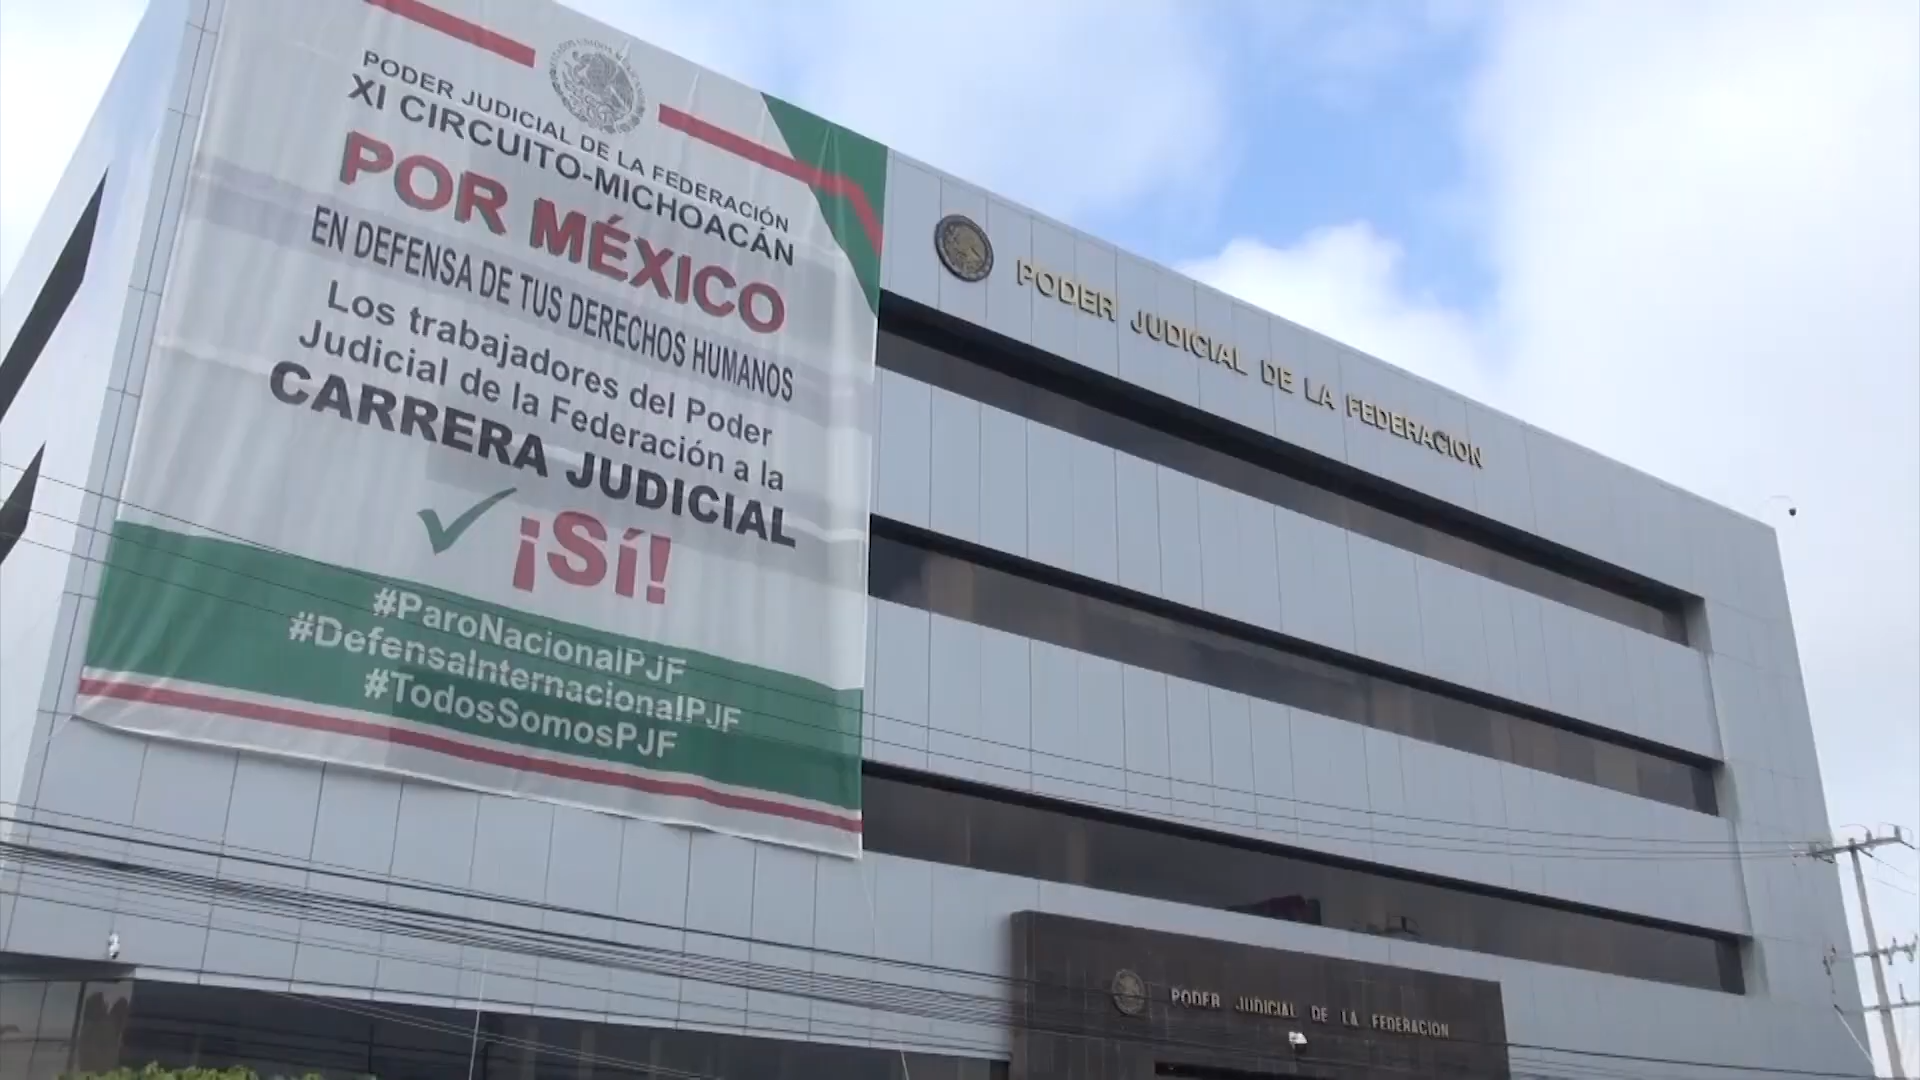 PODER JUDICIAL DE LA FEDERACIÓN
XI CIRCUITO-MICHOACÁN
POR MÉXICO
EN DEFENSA DE TUS DERECHOS HUMANOS
Los trabajadores del Poder
Judicial de la Federación a la
CARRERA JUDICIAL
¡Sí!
#ParoNacionalPJF
#DefensaInternacionalPJF
#TodosSomosPJF
PODER JUDICIAL DE LA FEDERACION
PODER JUDICIAL DE LA FEDERACION